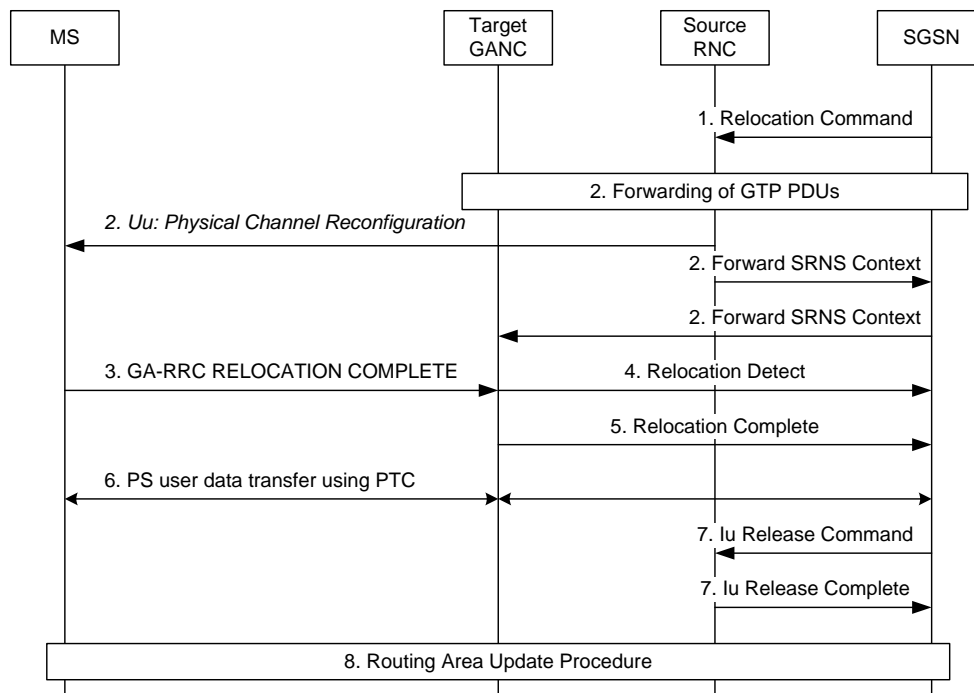 MS
Target
GANC
Source
RNC
SGSN
1. Relocation Command
2. Forwarding of GTP PDUs
2. Uu: Physical Channel Reconfiguration
2. Forward SRNS Context
2. Forward SRNS Context
3. GA-RRC RELOCATION COMPLETE
4. Relocation Detect
5. Relocation Complete
6. PS user data transfer using PTC
7. Iu Release Command
7. Iu Release Complete
8. Routing Area Update Procedure